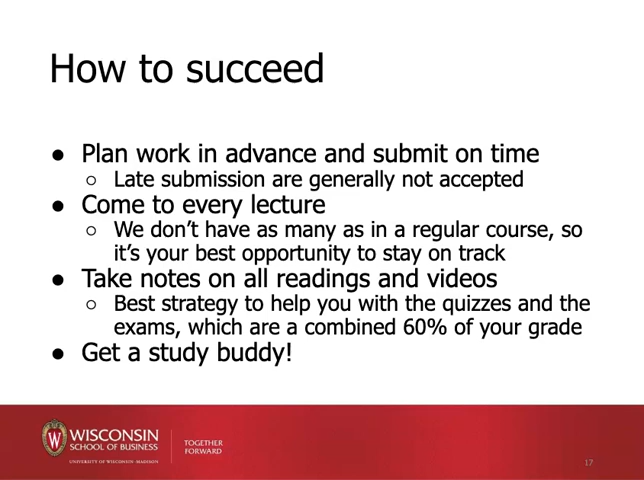 How to succeed
● Plan work in advance and submit on time
○ Late submission are generally not accepted
● Come to every lecture
○ We don't have as many as in a regular course, so
it's your best opportunity to stay on track
● Take notes on all readings and videos
○ Best strategy to help you with the quizzes and the
exams, which are a combined 60% of your grade
● Get a study buddy!
W
WISCONSIN
SCHOOL OF BUSINESS
UNIVERSITY OF WISCONSIN-MADISON
TOGETHER
FORWARD
17